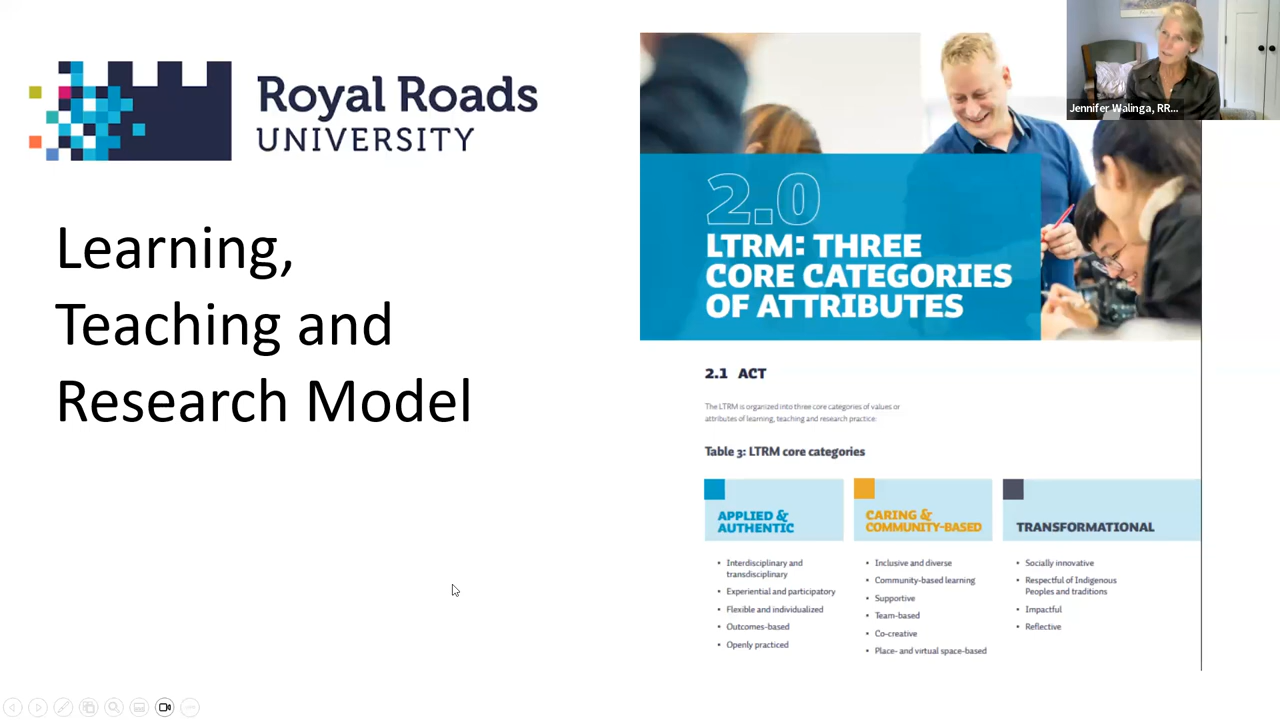 Royal Roads
UNIVERSITY
Learning,
Teaching and
Research Model
Jennifer Walinga, RR...
2.0
LTRM: THREE
CORE CATEGORIES
OF ATTRIBUTES
2.1 ACT
The LTRM is organized into three core categories of values or
attributes of learning, teaching and research practice.
Table 3: LTRM core categories
APPLIED &
AUTHENTIC
• Interdisciplinary and
transdisciplinary
• Experiential and participatory
• Flexible and individualized
• Outcomes-based
• Openly practiced
CARING &
COMMUNITY-BASED
• Inclusive and diverse
• Community-based learning
• Supportive
• Team-based
• Co-creative
• Place- and virtual space-based
TRANSFORMATIONAL
• Socially innovative
• Respectful of Indigenous
Peoples and traditions
• Impactful
• Reflective